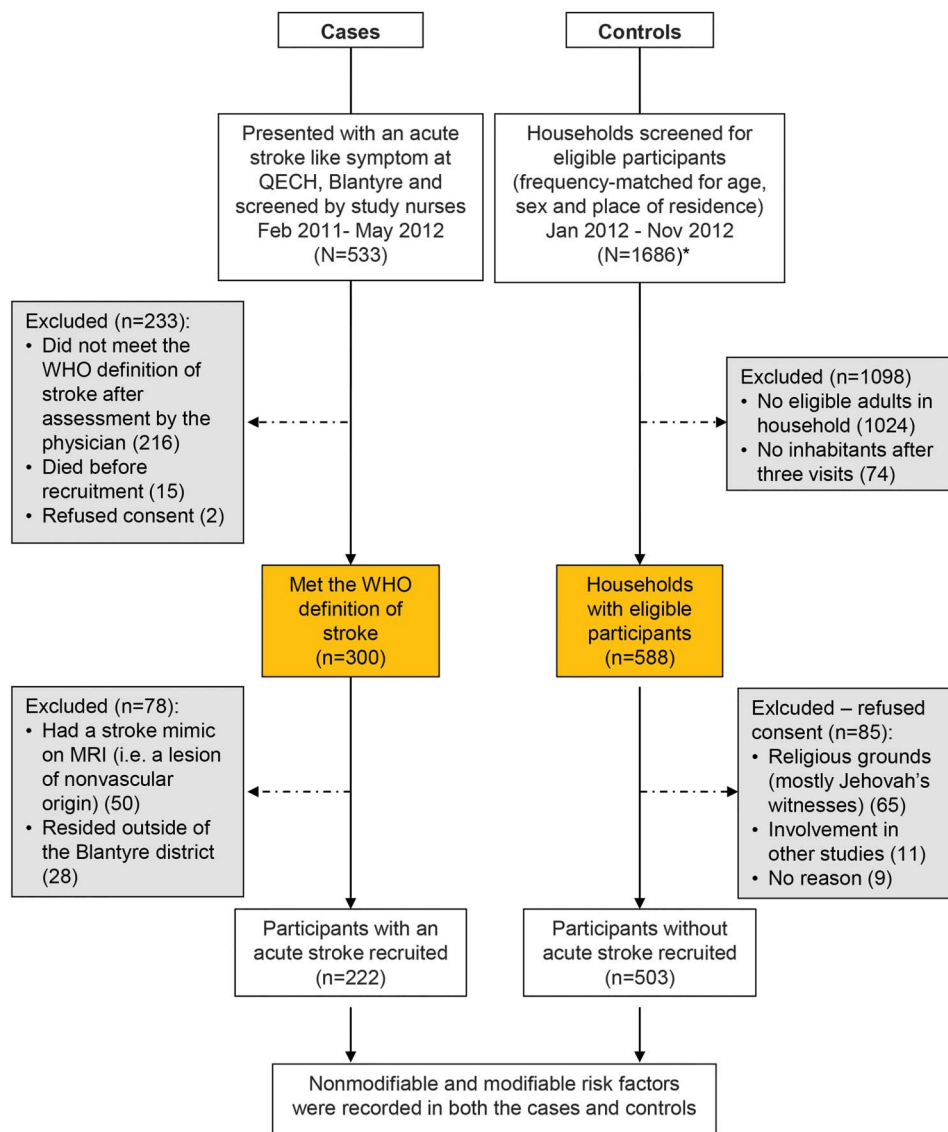 Cases
Controls
Presented with an acute
stroke like symptom at
QECH, Blantyre and
screened by study nurses
Feb 2011- May 2012
(N=533)
Households screened for
eligible participants
(frequency-matched for age,
sex and place of residence)
Jan 2012 - Nov 2012
(N=1686)*
Excluded (n=233):
• Did not meet the
WHO definition of
stroke after
assessment by the
physician (216)
• Died before
recruitment (15)
• Refused consent (2)
Excluded (n=1098)
• No eligible adults in
household (1024)
• No inhabitants after
three visits (74)
Met the WHO
definition of
stroke
(n=300)
Households
with eligible
participants
(n=588)
Excluded (n=78):
• Had a stroke mimic
on MRI (i.e. a lesion
of nonvascular
origin) (50)
• Resided outside of
the Blantyre district
(28)
Exlcuded – refused
consent (n=85):
• Religious grounds
(mostly Jehovah's
witnesses) (65)
• Involvement in
other studies (11)
• No reason (9)
Participants with an
acute stroke recruited
(n=222)
Participants without
acute stroke recruited
(n=503)
Nonmodifiable and modifiable risk factors
were recorded in both the cases and controls